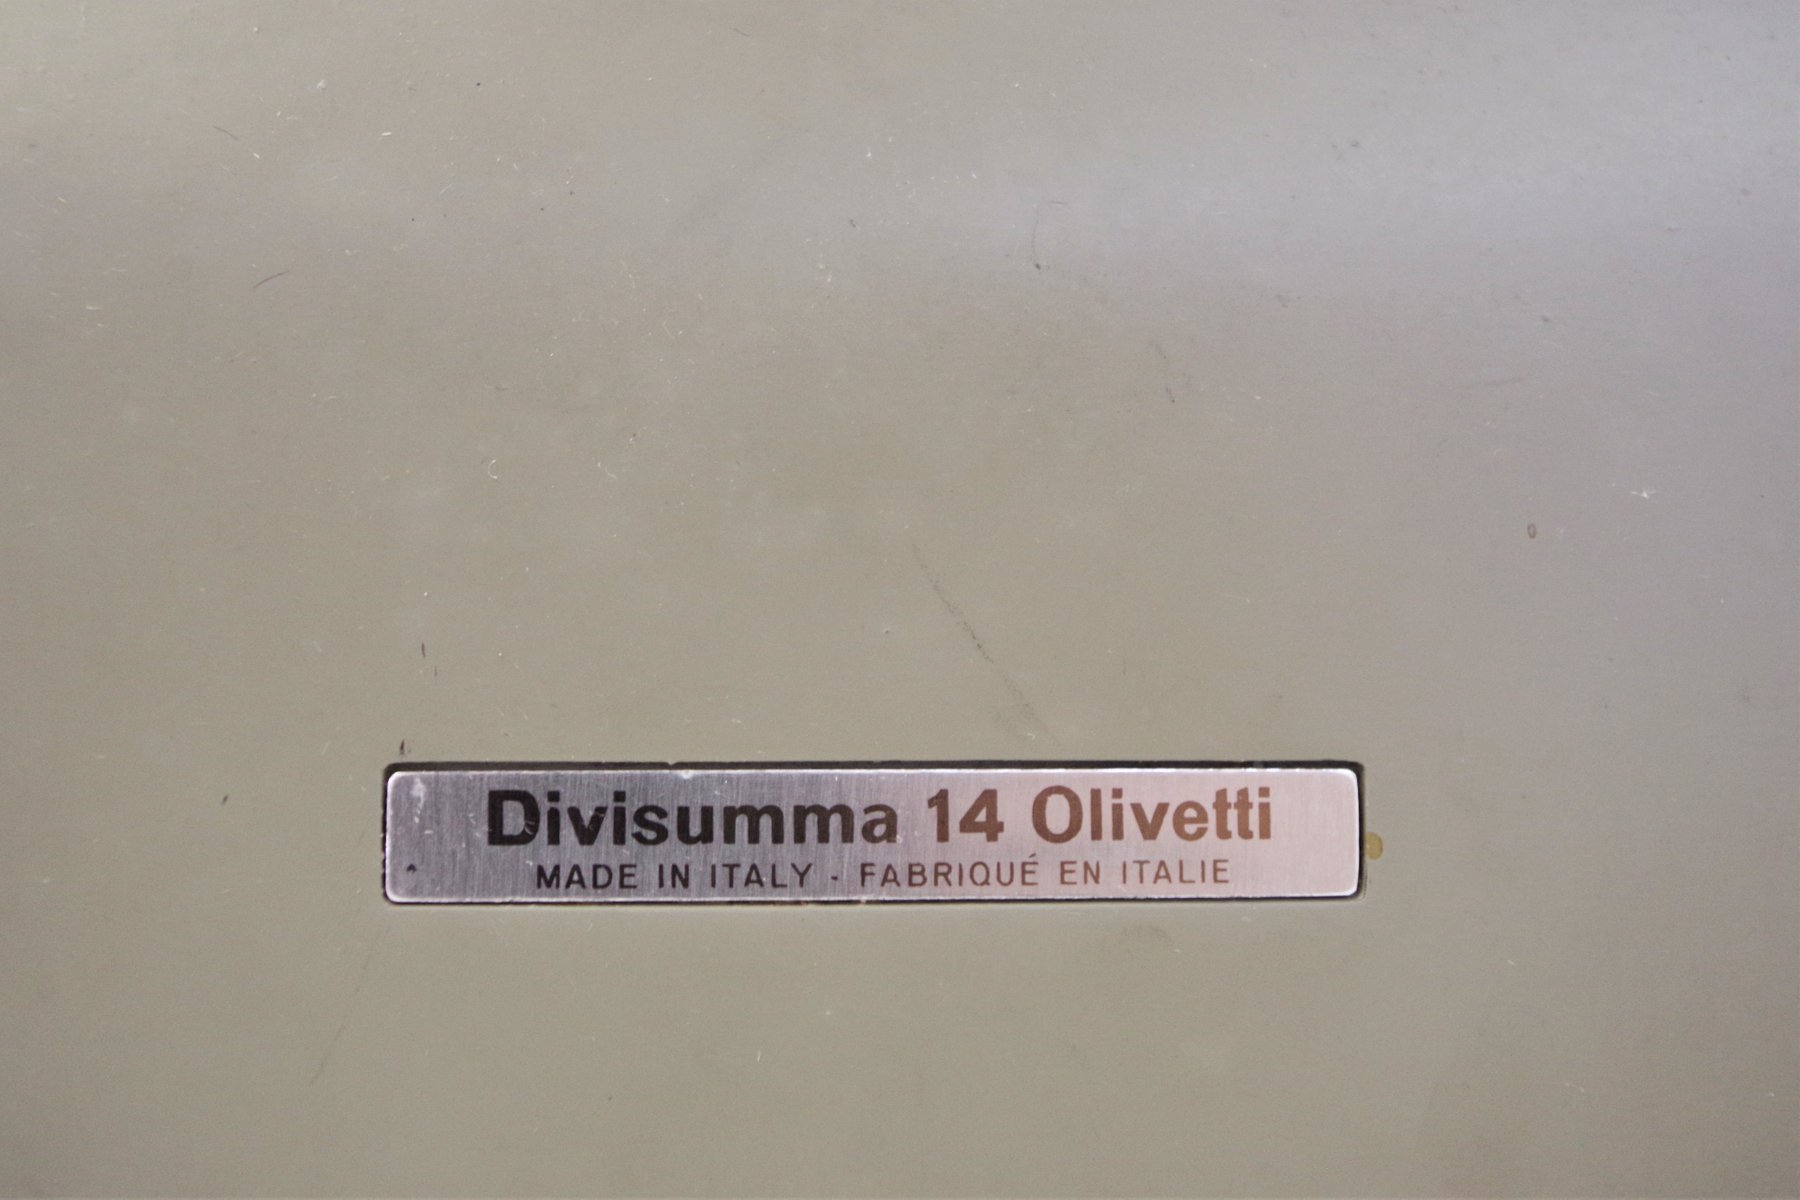 Divisumma 14 Olivetti
MADE IN ITALY - FABRIQUÉ EN ITALIE